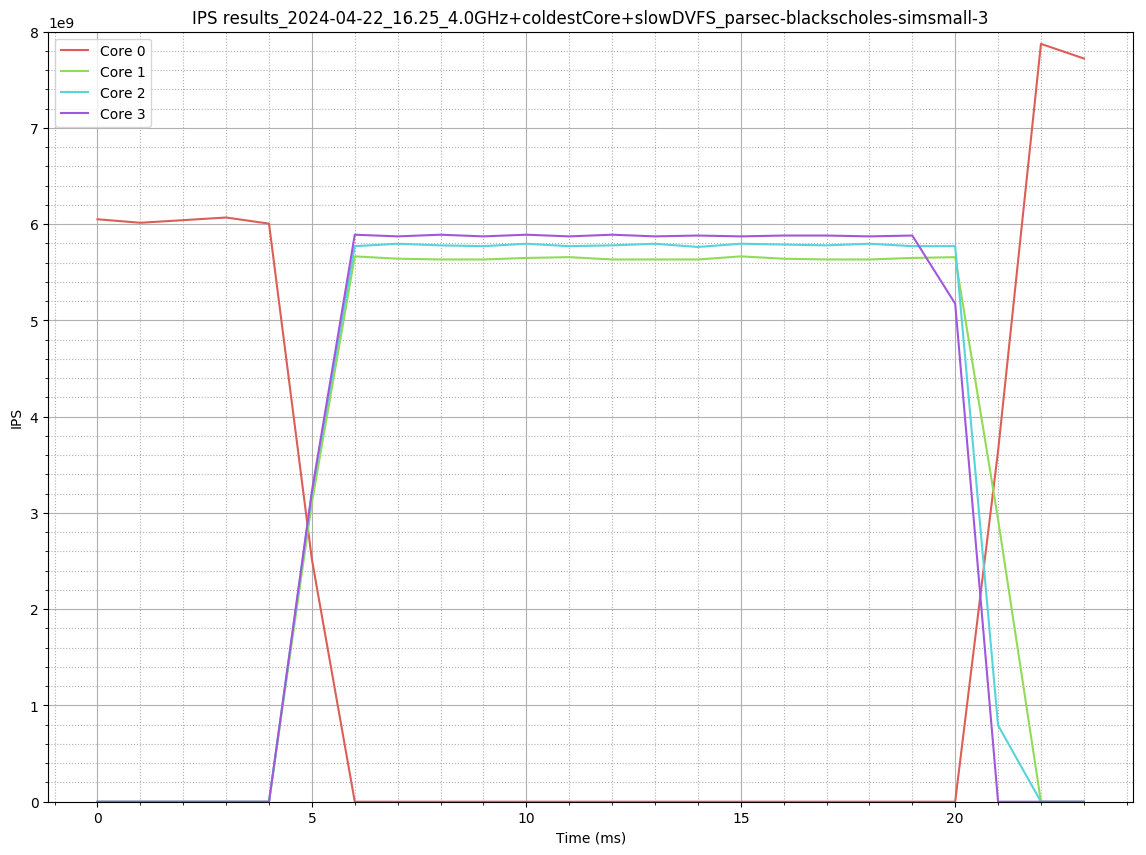 IPS results_2024-04-22_16.25_4.0GHz+coldestCore+slowDVFS_parsec-blackscholes-simsmall-3
1e9
8
7
6
5
4
3
2
1
0
IPS
Core 0
Core 1
Core 2
Core 3
0
5
10
15
20
Time (ms)